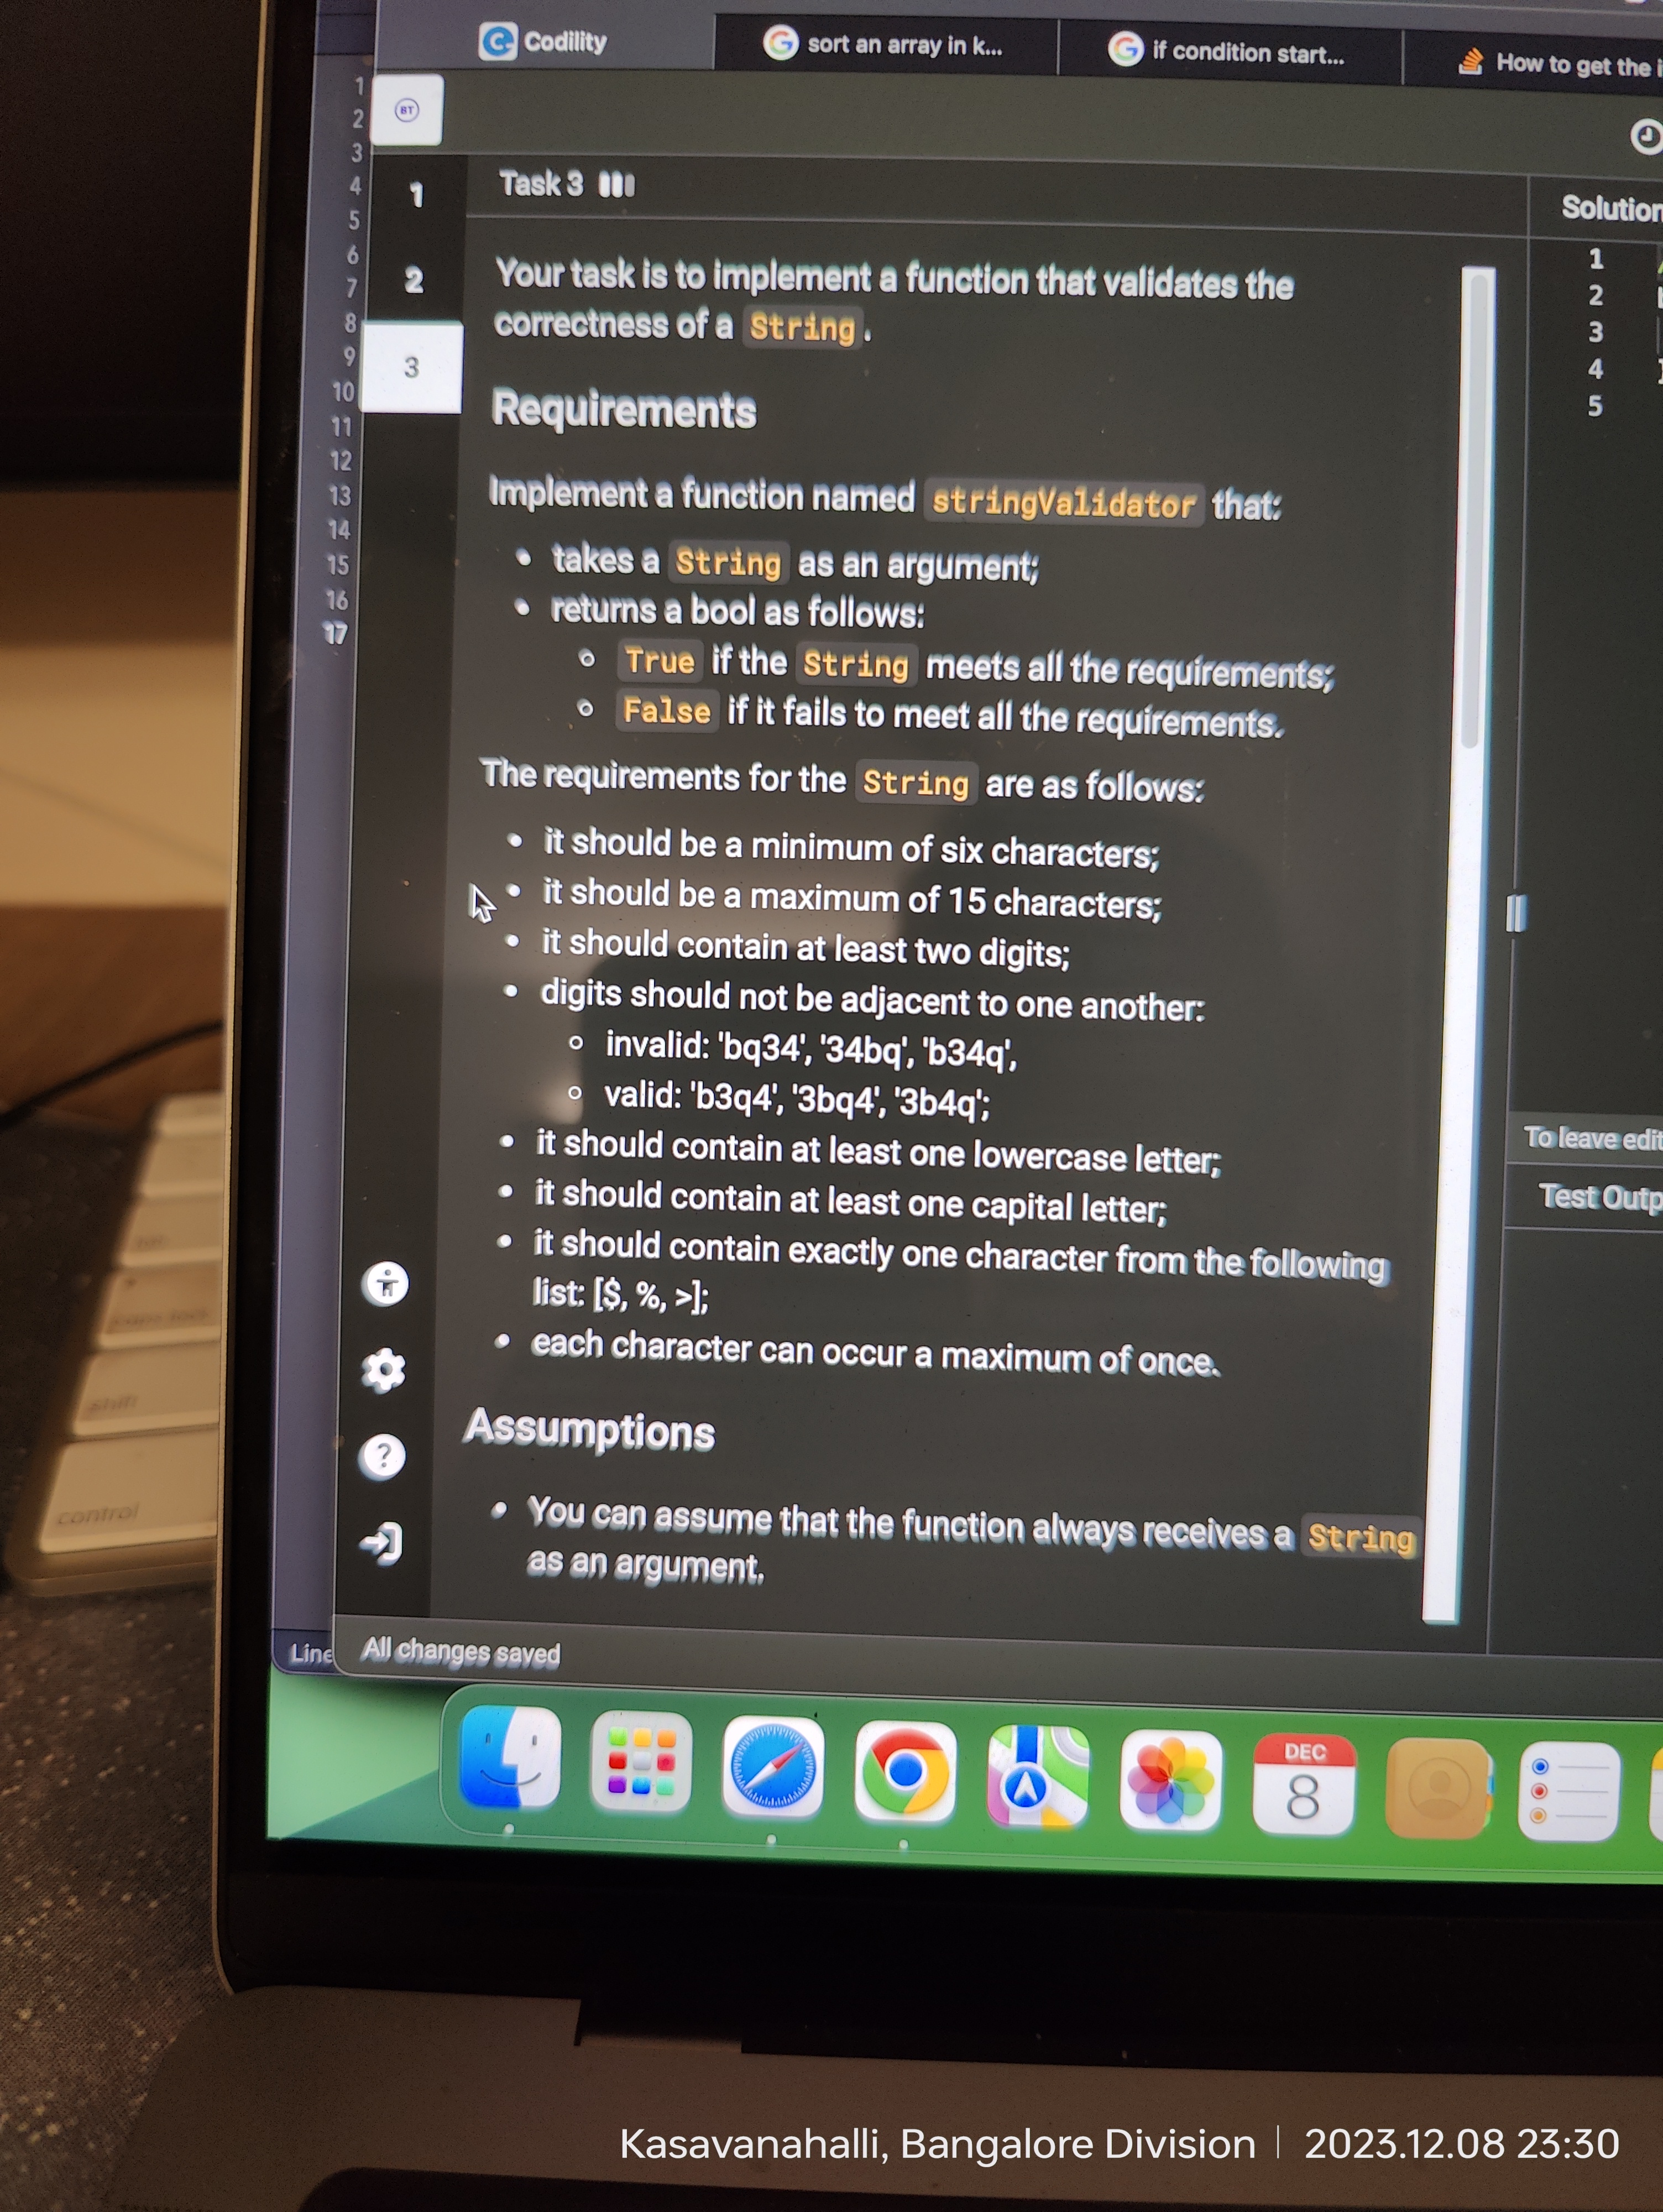 Codility
sort an array in k...
if condition start...
How to get the i
1
2
3
4
5
6
7
8
9
10
11
12
13
14
15
16
17
BT
1
2
3
Task 3
Your task is to implement a function that validates the
correctness of a String.
Requirements
Implement a function named stringValidator that:
• takes a String as an argument;
• returns a bool as follows:
○ True if the String meets all the requirements;
○ False if it fails to meet all the requirements.
The requirements for the String are as follows:
• it should be a minimum of six characters;
• it should be a maximum of 15 characters;
• it should contain at least two digits;
• digits should not be adjacent to one another:
○ invalid: 'bq34', '34bq', 'b34q',
○ valid: 'b3q4', '3bq4', '3b4q';
• it should contain at least one lowercase letter;
• it should contain at least one capital letter;
• it should contain exactly one character from the following
list: [$, %, >];
• each character can occur a maximum of once.
Assumptions
• You can assume that the function always receives a String
as an argument.
Solution
1
2
3
4
5
To leave edit
Test Outp
Line
All changes saved
DEC
8
control
Kasavanahalli, Bangalore Division | 2023.12.08 23:30